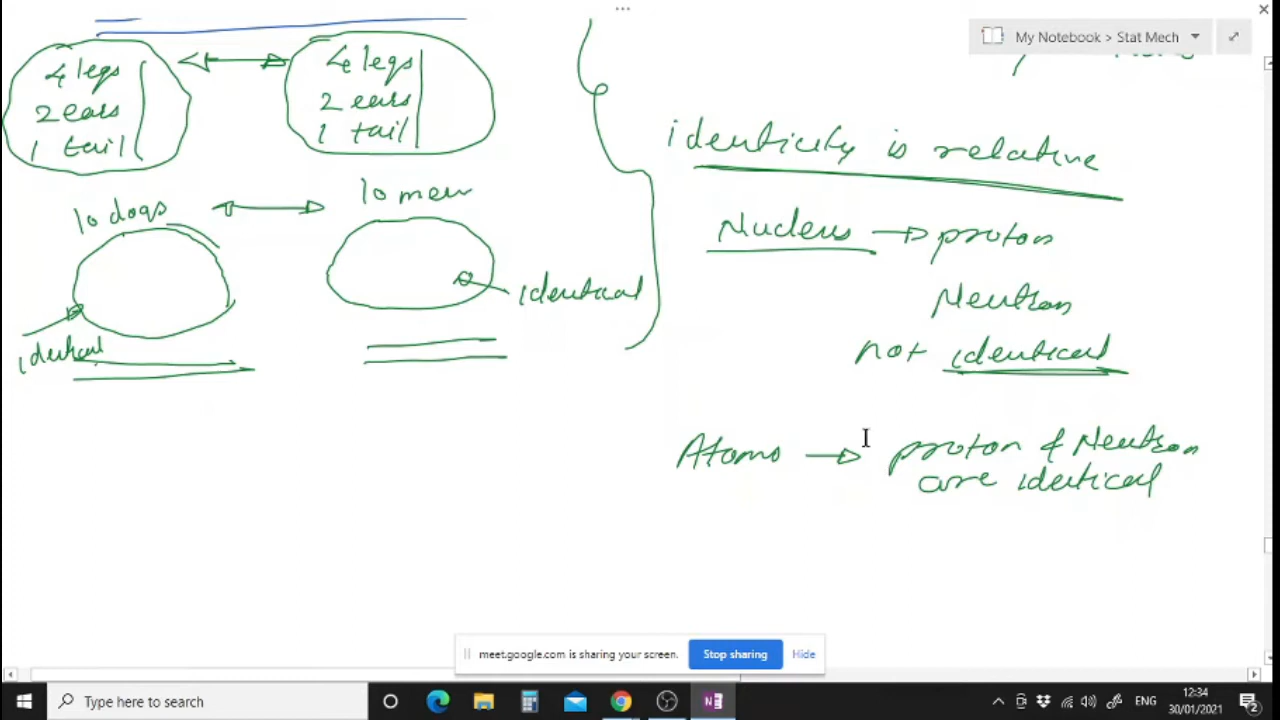 My Notebook > Stat Mech
4 legs
2 ears
1 tail
4 legs
2 ears
1 tail
10 dogs
10 men
identical
identical
identicity is relative
Nucleus → proton
Neutron
not identical
Atoms → proton & Neutron
are identical
meet.google.com is sharing your screen.
Stop sharing
Hide
Type here to search
ENG
12:34
30/01/2021
2